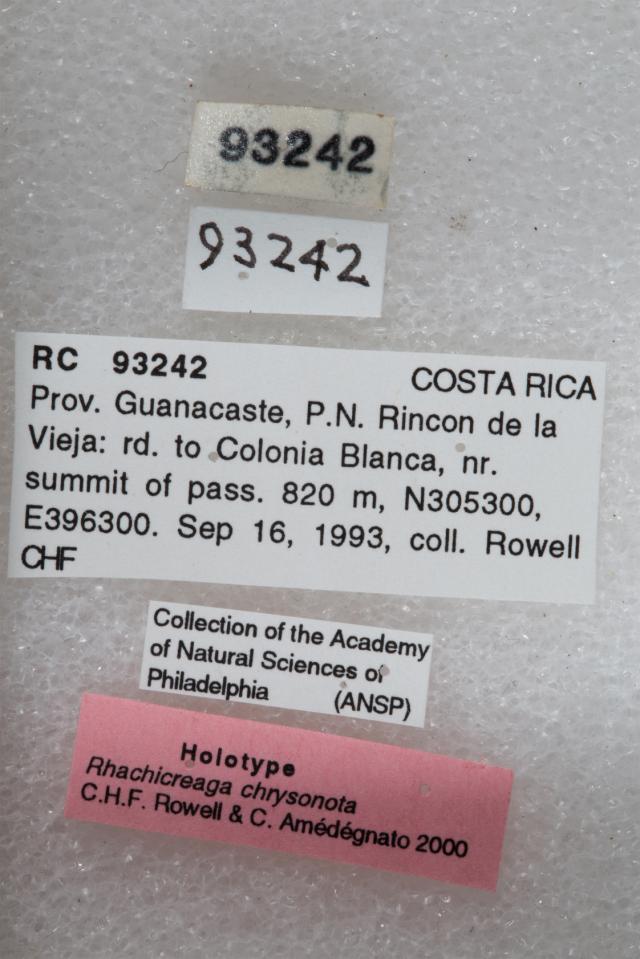 93242
93242
RC 93242 COSTA RICA
Prov. Guanacaste, P.N. Rincon de la
Vieja: rd. to Colonia Blanca, nr.
summit of pass. 820 m, N305300,
E396300. Sep 16, 1993, coll. Rowell
CHF
Collection of the Academy
of Natural Sciences of
Philadelphia (ANSP)
Holotype
Rhachicreaga chrysonota
C.H.F. Rowell & C. Amédégnato 2000